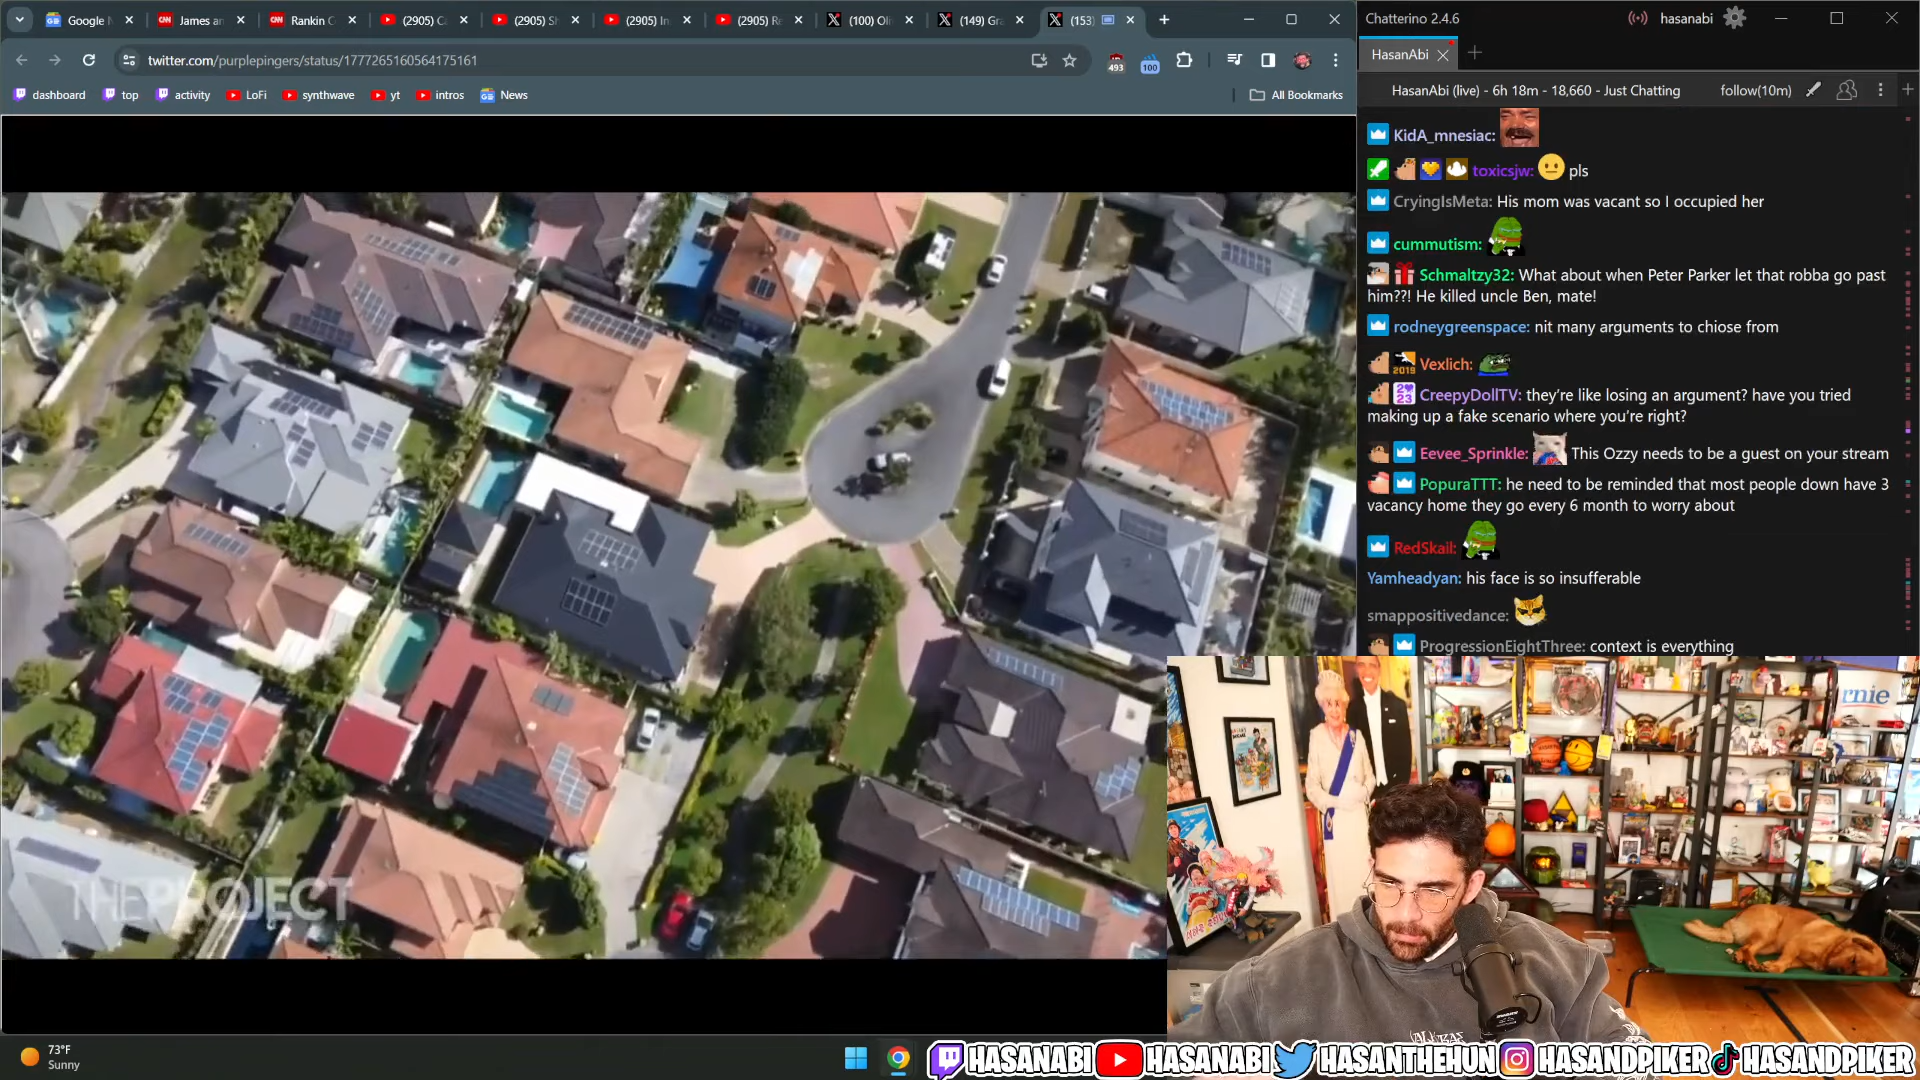 Google N
James an
Rankin C
(2905) C
(2905) S
(2905) In
(2905) R
(100) Oli
(149) Gr
(153)
twitter.com/purplepingers/status/1777265160564175161
493
100
dashboard
top
activity
LoFi
synthwave
yt
intros
News
All Bookmarks
THEPROJECT
73°F
Sunny
Chatterino 2.4.6
hasanabi
HasanAbi
HasanAbi (live) - 6h 18m - 18,660 - Just Chatting
follow(10m)
KidA_mnesiac:
toxicsjw: pls
CryingIsMeta: His mom was vacant so I occupied her
cummutism:
Schmaltzy32: What about when Peter Parker let that robba go past
him??! He killed uncle Ben, mate!
rodneygreenspace: nit many arguments to chiose from
2019 Vexlich:
CreepyDollTV: they're like losing an argument? have you tried
making up a fake scenario where you're right?
Eevee_Sprinkle: This Ozzy needs to be a guest on your stream
PopuraTTT: he need to be reminded that most people down have 3
vacancy home they go every 6 month to worry about
RedSkail:
Yamheadyan: his face is so insufferable
smappositivedance:
ProgressionEightThree: context is everything
rnie
HASANABI
HASANABI
HASANTHEHUN
HASANDPIKER
HASANDPIKER